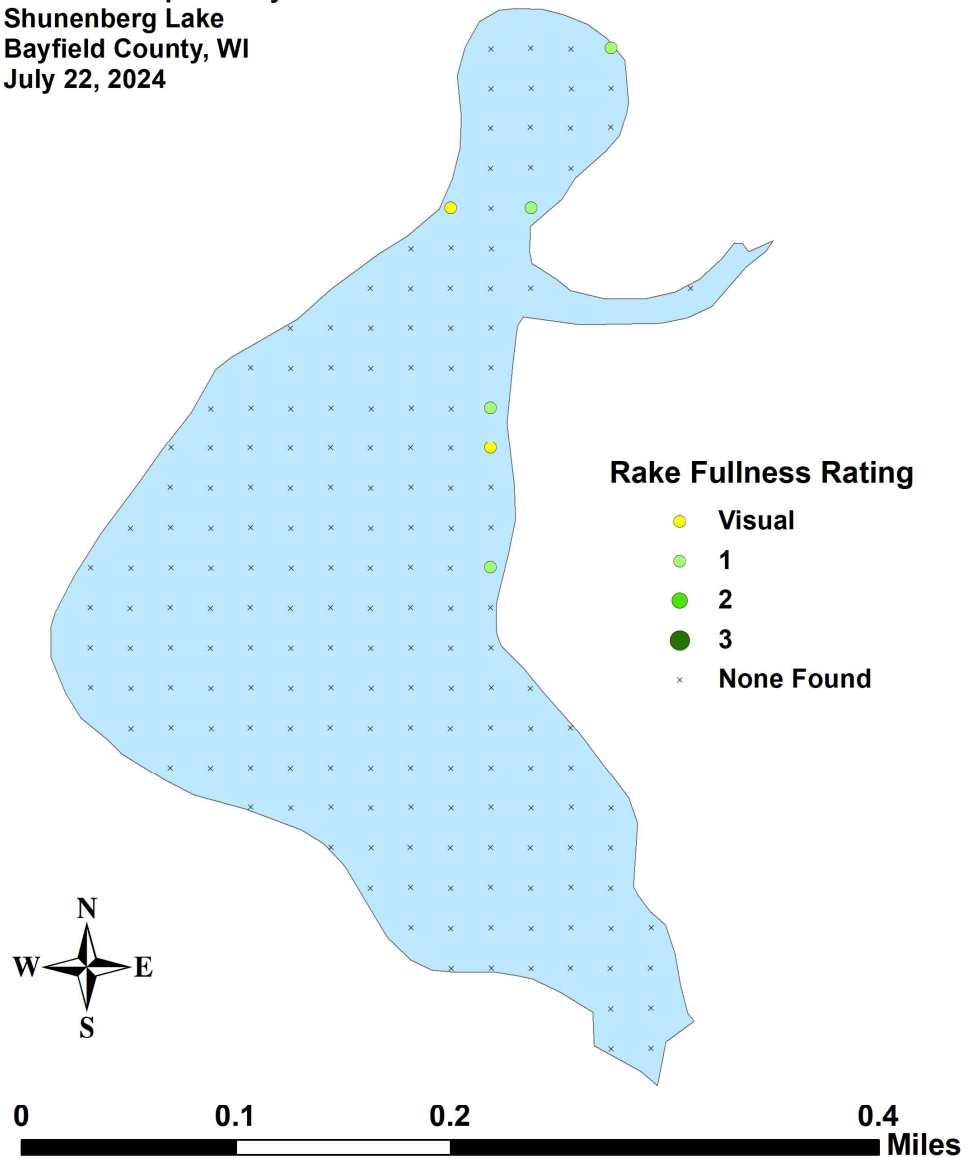 Shunenberg Lake
Bayfield County, WI
July 22, 2024
Rake Fullness Rating
Visual
1
2
3
None Found
N
W E
S
0 0.1 0.2 0.4
Miles